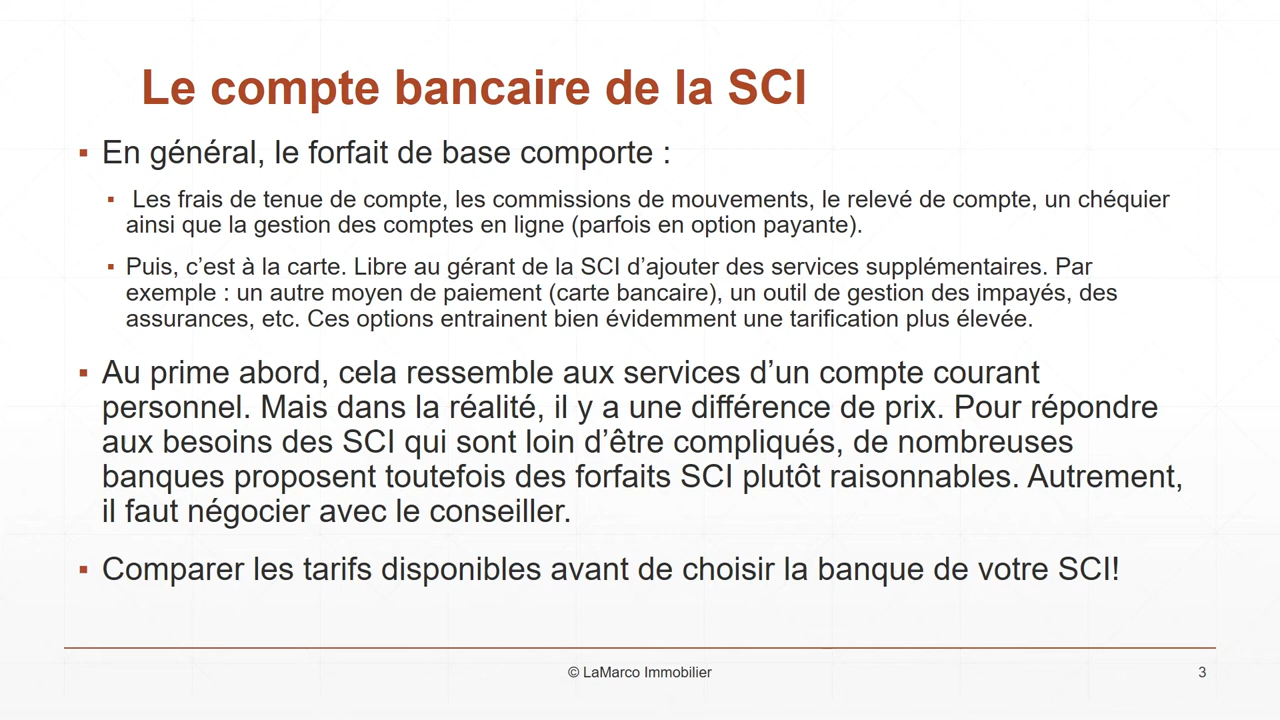 Le compte bancaire de la SCI
▪ En général, le forfait de base comporte :
▪ Les frais de tenue de compte, les commissions de mouvements, le relevé de compte, un chéquier
ainsi que la gestion des comptes en ligne (parfois en option payante).
▪ Puis, c’est à la carte. Libre au gérant de la SCI d’ajouter des services supplémentaires. Par
exemple : un autre moyen de paiement (carte bancaire), un outil de gestion des impayés, des
assurances, etc. Ces options entrainent bien évidemment une tarification plus élevée.
▪ Au prime abord, cela ressemble aux services d’un compte courant
personnel. Mais dans la réalité, il y a une différence de prix. Pour répondre
aux besoins des SCI qui sont loin d’être compliqués, de nombreuses
banques proposent toutefois des forfaits SCI plutôt raisonnables. Autrement,
il faut négocier avec le conseiller.
▪ Comparer les tarifs disponibles avant de choisir la banque de votre SCI!
© LaMarco Immobilier
3